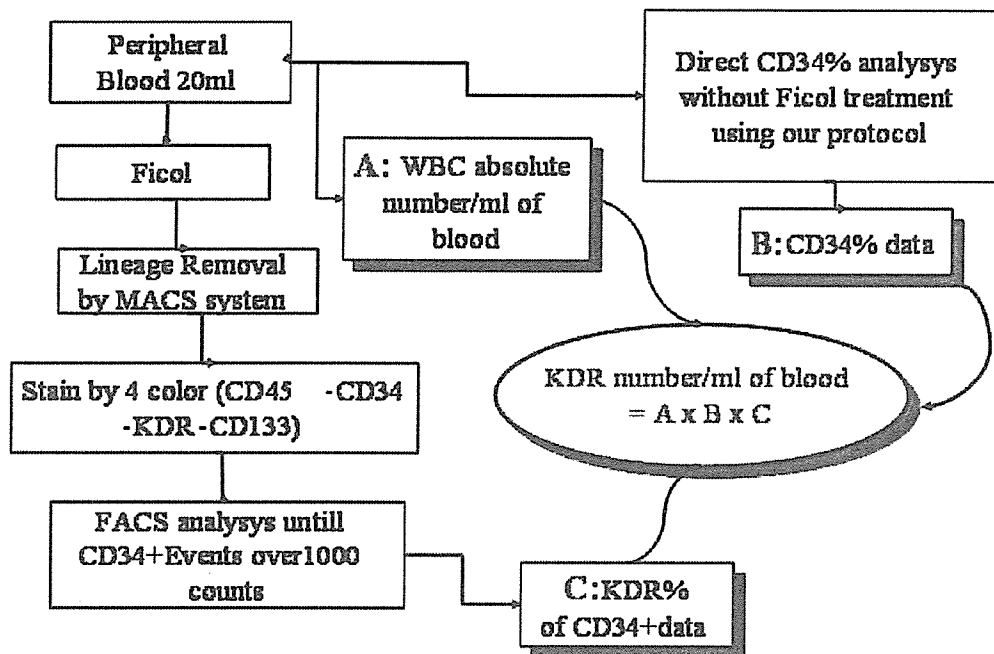 Peripheral
Blood 20ml
Ficol
Lineage Removal
by MACS system
Stain by 4 color (CD45 -CD34
-KDR-CD133)
FACS analysys untill
CD34+Events over1000
counts
A: WBC absolute
number/ml of
blood
Direct CD34% analysys
without Ficol treatment
using our protocol
B:CD34% data
KDR number/ml of blood
= A x B x C
C:KDR%
of CD34+data